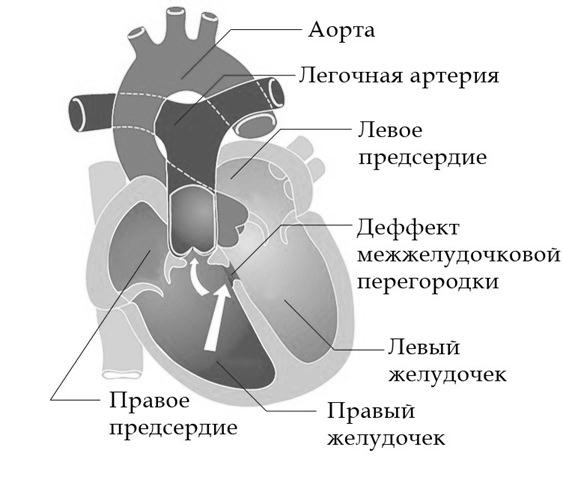 Аорта
Легочная артерия
Левое
предсердие
Деффект
межжелудочковой
перегородки
Левый
желудочек
Правое
предсердие
Правый
желудочек